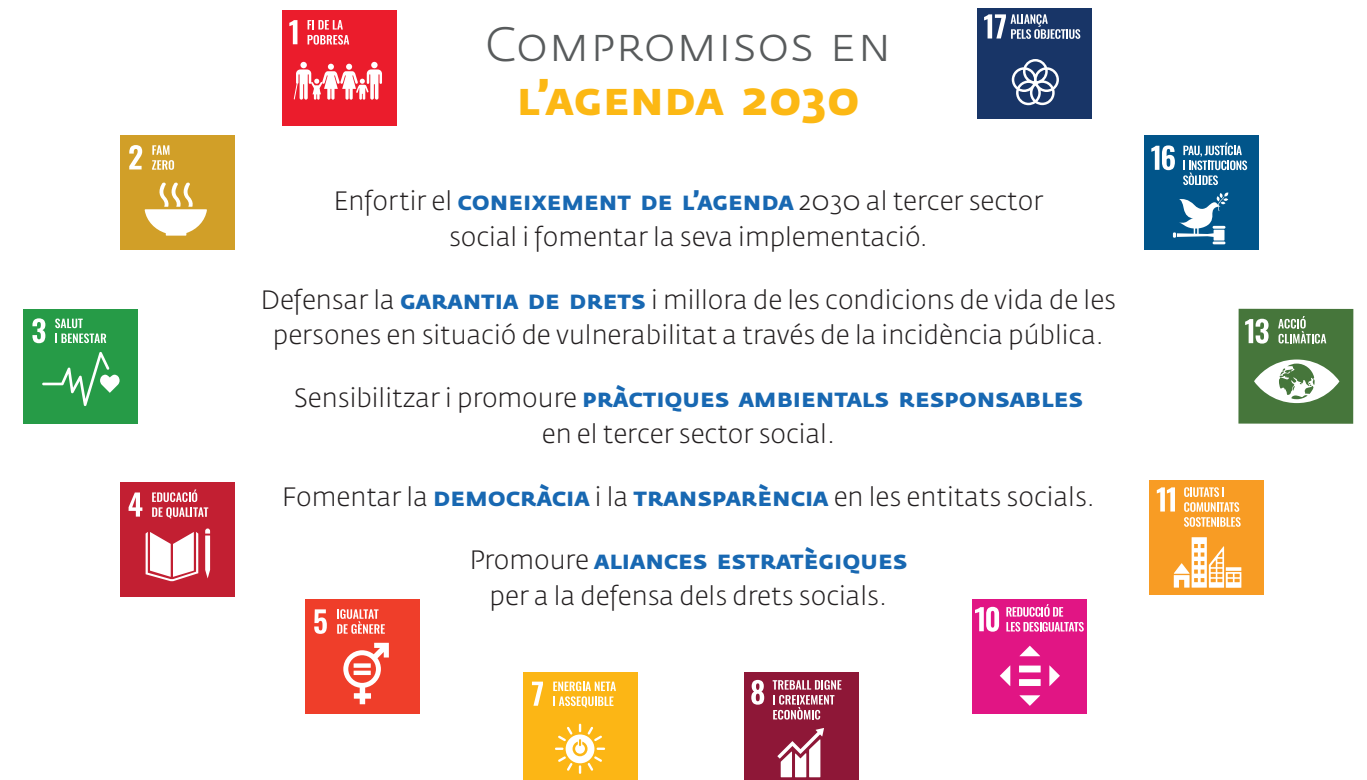 1 FI DE LA
POBRESA
COMPROMISOS EN
L'AGENDA 2030
17 ALIANÇA
PELS OBJECTIUS
2 FAM
ZERO
16 PAU, JUSTÍCIA
I INSTITUCIONS
SÒLIDES
Enfortir el CONEIXEMENT DE L'AGENDA 2030 al tercer sector
social i fomentar la seva implementació.
Defensar la GARANTIA DE DRETS i millora de les condicions de vida de les
persones en situació de vulnerabilitat a través de la incidència pública.
3 SALUT
I BENESTAR
13 ACCIÓ
CLIMÀTICA
Sensibilitzar i promoure PRÀCTIQUES AMBIENTALS RESPONSABLES
en el tercer sector social.
4 EDUCACIÓ
DE QUALITAT
Fomentar la DEMOCRÀCIA i la TRANSPARÈNCIA en les entitats socials.
11 CIUTATS I
COMUNITATS
SOSTENIBLES
Promoure ALIANCES ESTRATÈGIQUES
per a la defensa dels drets socials.
5 IGUALTAT
DE GÈNERE
10 REDUCCIÓ DE
LES DESIGUALTATS
7 ENERGIA NETA
I ASSEQUIBLE
8 TREBALL DIGNE
I CREIXEMENT
ECONÒMIC